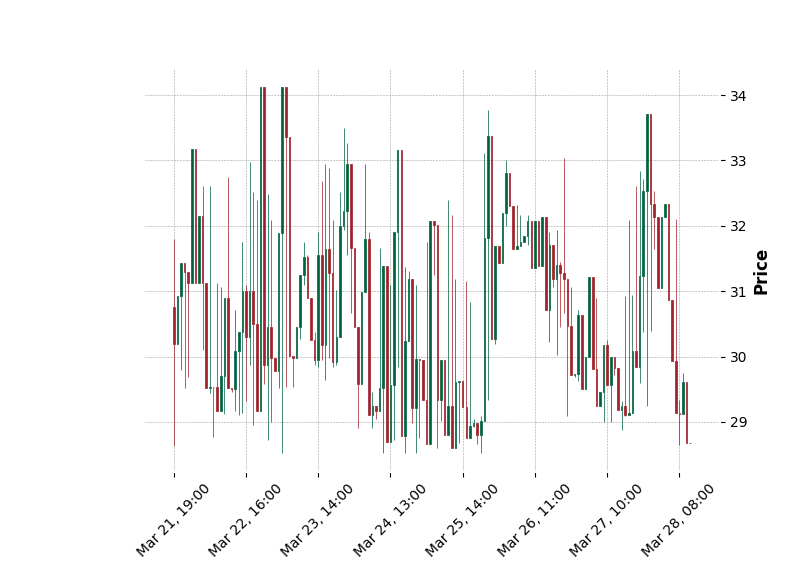 34
33
32
31
30
29
Price
Mar 21, 19:00
Mar 22, 16:00
Mar 23, 14:00
Mar 24, 13:00
Mar 25, 14:00
Mar 26, 11:00
Mar 27, 10:00
Mar 28, 08:00